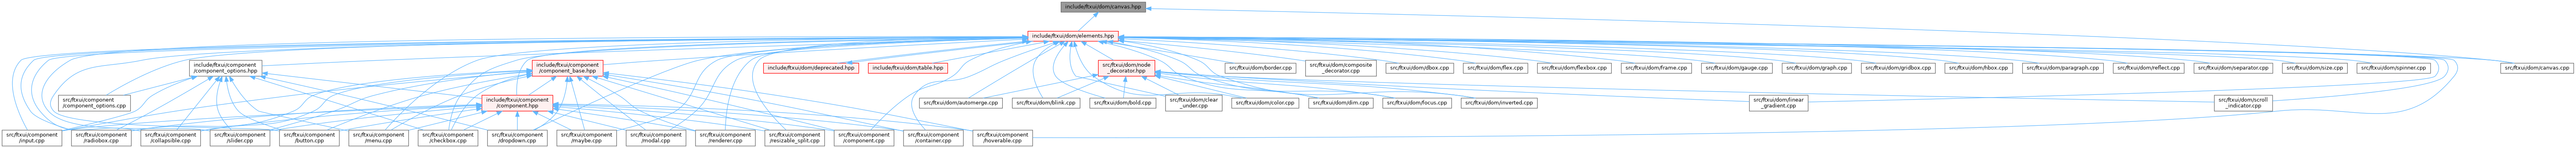 include/ftxui/dom/canvas.hpp
include/ftxui/dom/elements.hpp
include/ftxui/component
/component_options.hpp
include/ftxui/component
/component_base.hpp
include/ftxui/dom/deprecated.hpp
include/ftxui/dom/table.hpp
src/ftxui/dom/node
_decorator.hpp
src/ftxui/dom/border.cpp
src/ftxui/dom/composite
_decorator.cpp
src/ftxui/dom/dbox.cpp
src/ftxui/dom/flex.cpp
src/ftxui/dom/flexbox.cpp
src/ftxui/dom/frame.cpp
src/ftxui/dom/gauge.cpp
src/ftxui/dom/graph.cpp
src/ftxui/dom/gridbox.cpp
src/ftxui/dom/hbox.cpp
src/ftxui/dom/paragraph.cpp
src/ftxui/dom/reflect.cpp
src/ftxui/dom/separator.cpp
src/ftxui/dom/size.cpp
src/ftxui/dom/spinner.cpp
src/ftxui/dom/canvas.cpp
src/ftxui/component
/component_options.cpp
include/ftxui/component
/component.hpp
src/ftxui/dom/automerge.cpp
src/ftxui/dom/blink.cpp
src/ftxui/dom/bold.cpp
src/ftxui/dom/clear
_under.cpp
src/ftxui/dom/color.cpp
src/ftxui/dom/dim.cpp
src/ftxui/dom/focus.cpp
src/ftxui/dom/inverted.cpp
src/ftxui/dom/linear
_gradient.cpp
src/ftxui/dom/scroll
_indicator.cpp
src/ftxui/component
/input.cpp
src/ftxui/component
/radiobox.cpp
src/ftxui/component
/collapsible.cpp
src/ftxui/component
/slider.cpp
src/ftxui/component
/button.cpp
src/ftxui/component
/menu.cpp
src/ftxui/component
/checkbox.cpp
src/ftxui/component
/dropdown.cpp
src/ftxui/component
/maybe.cpp
src/ftxui/component
/modal.cpp
src/ftxui/component
/renderer.cpp
src/ftxui/component
/resizable_split.cpp
src/ftxui/component
/component.cpp
src/ftxui/component
/container.cpp
src/ftxui/component
/hoverable.cpp